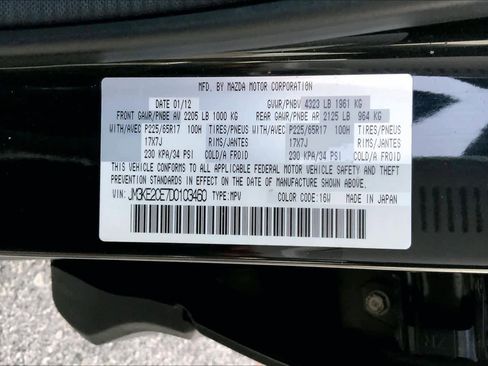 MFD. BY MAZDA MOTOR CORPORATION
DATE 01/12 GVWR/PNBV 4323 LB 1961 KG
FRONT GAWR/PNBE AV 2205 LB 1000 KG REAR GAWR/PNBE AR 2125 LB 964 KG
WITH/AVEC P225/65R17 100H TIRES/PNEUS WITH/AVEC P225/65R17 100H TIRES/PNEUS
17X7J RIMS/JANTES 17X7J RIMS/JANTES
230 KPA/34 PSI COLD/A FROID 230 KPA/34 PSI COLD/A FROID
THIS VEHICLE CONFORMS TO ALL APPLICABLE FEDERAL MOTOR VEHICLE SAFETY AND
THEFT PREVENTION STANDARDS IN EFFECT ON THE DATE OF MANUFACTURE SHOWN ABOVE.
VIN: JM3KE2CE7D0103460 TYPE:MPV COLOR CODE:16W MADE IN JAPAN